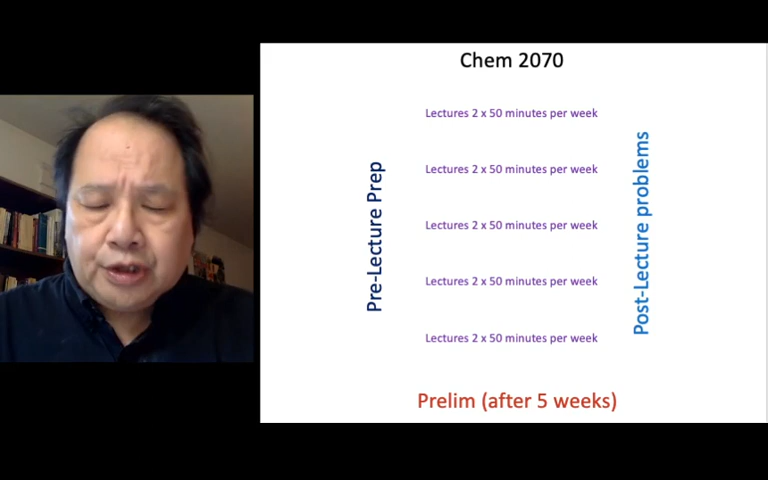 Chem 2070
Pre-Lecture Prep
Lectures 2 x 50 minutes per week
Lectures 2 x 50 minutes per week
Lectures 2 x 50 minutes per week
Lectures 2 x 50 minutes per week
Lectures 2 x 50 minutes per week
Post-Lecture problems
Prelim (after 5 weeks)